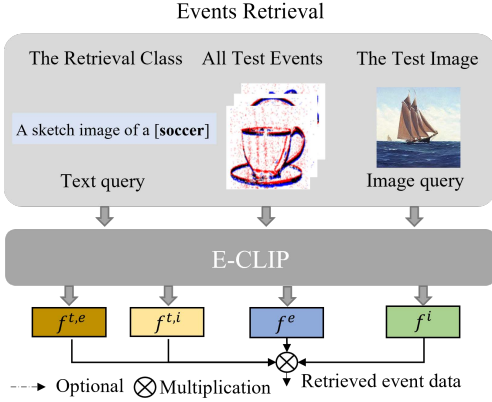 Events Retrieval
The Retrieval Class
All Test Events
The Test Image
A sketch image of a [soccer]
Text query
Image query
E-CLIP
f^{t,e}
f^{t,i}
f^e
f^i
Optional
Multiplication
Retrieved event data